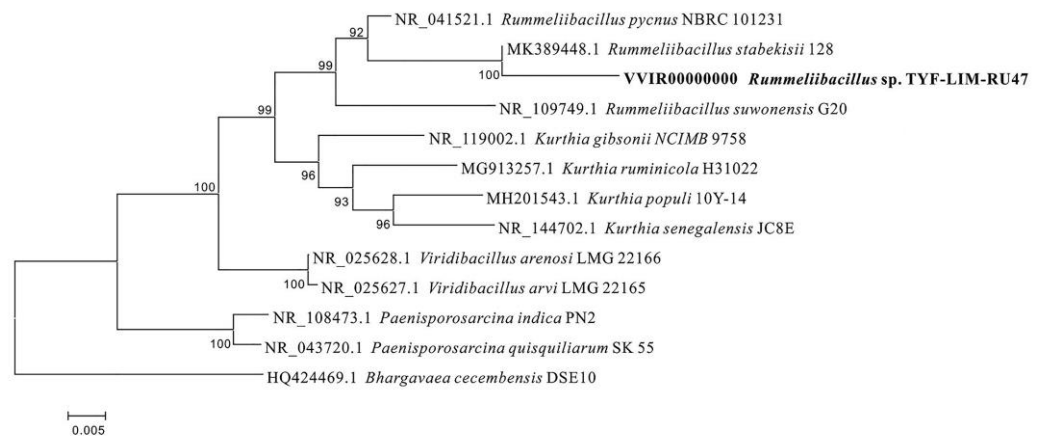 NR_041521.1 Rummeliibacillus pycnus NBRC 101231
92
MK389448.1 Rummeliibacillus stabekisii 128
99
100
VVIR00000000 Rummeliibacillus sp. TYF-LIM-RU47
NR_109749.1 Rummeliibacillus suwonensis G20
99
NR_119002.1 Kurthia gibsonii NCIMB 9758
MG913257.1 Kurthia ruminicola H31022
96
100
MH201543.1 Kurthia populi 10Y-14
93
96
NR_144702.1 Kurthia senegalensis JC8E
NR_025628.1 Viridibacillus arenosi LMG 22166
100
NR_025627.1 Viridibacillus arvi LMG 22165
NR_108473.1 Paenisporosarcina indica PN2
100
NR_043720.1 Paenisporosarcina quisquiliarum SK 55
HQ424469.1 Bhargavaea cecembensis DSE10
0.005